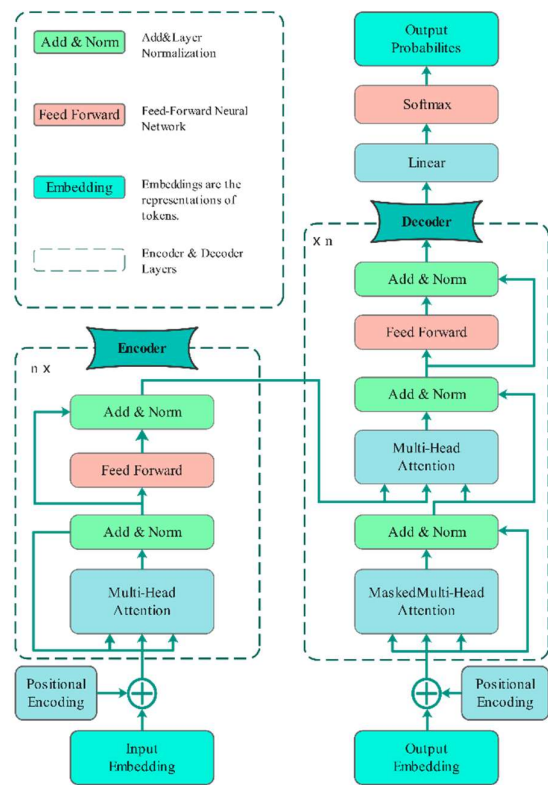 Add & Norm
Add&Layer
Normalization
Feed Forward
Feed-Forward Neural
Network
Embedding
Embeddings are the
representations of
tokens.
Encoder & Decoder
Layers
Output
Probabilites
Softmax
Linear
Decoder
X n
Add & Norm
Feed Forward
Add & Norm
Multi-Head
Attention
Add & Norm
MaskedMulti-Head
Attention
Positional
Encoding
Output
Embedding
Encoder
n X
Add & Norm
Feed Forward
Add & Norm
Multi-Head
Attention
Positional
Encoding
Input
Embedding